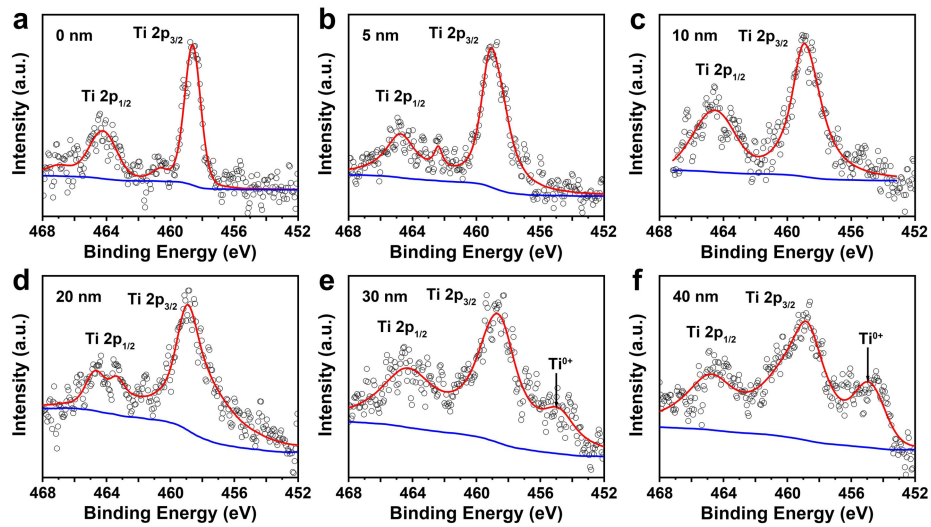 a
0 nm
Ti 2p3/2
Ti 2p1/2
Intensity (a.u.)
468 464 460 456 452
Binding Energy (eV)
b
5 nm
Ti 2p3/2
Ti 2p1/2
Intensity (a.u.)
468 464 460 456 452
Binding Energy (eV)
c
10 nm
Ti 2p3/2
Ti 2p1/2
Intensity (a.u.)
468 464 460 456 452
Binding Energy (eV)
d
20 nm
Ti 2p3/2
Ti 2p1/2
Intensity (a.u.)
468 464 460 456 452
Binding Energy (eV)
e
30 nm
Ti 2p3/2
Ti 2p1/2
Ti0+
Intensity (a.u.)
468 464 460 456 452
Binding Energy (eV)
f
40 nm
Ti 2p3/2
Ti 2p1/2
Ti0+
Intensity (a.u.)
468 464 460 456 452
Binding Energy (eV)